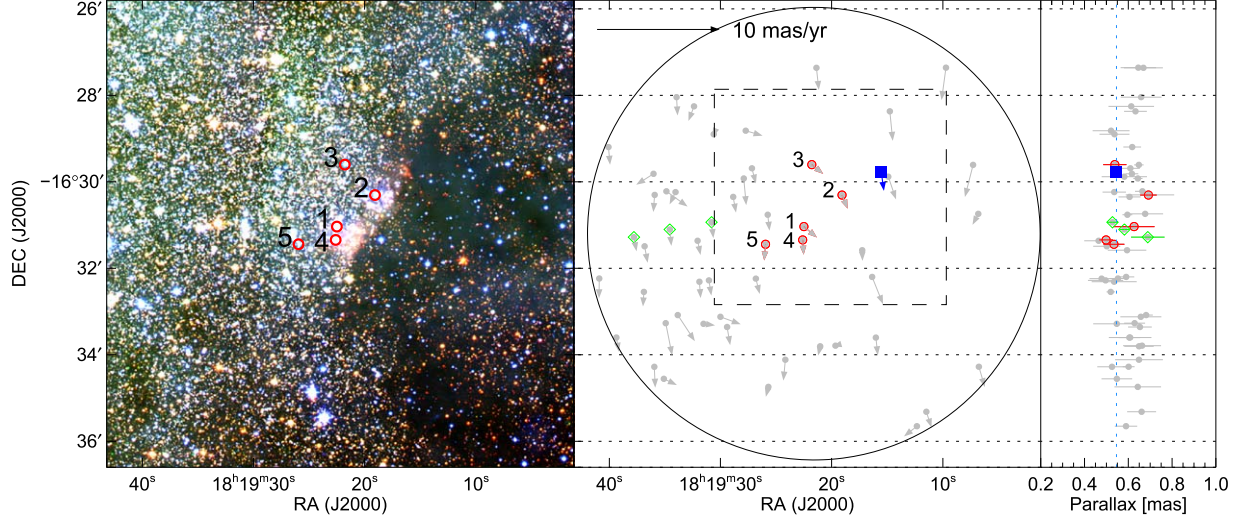 26′
28′
−16°30′
32′
34′
36′
DEC (J2000)
3
2
1
4
5
40ˢ
18ʰ19ᵐ30ˢ
20ˢ
10ˢ
RA (J2000)
10 mas/yr
3
2
1
5
4
40ˢ
18ʰ19ᵐ30ˢ
20ˢ
10ˢ
RA (J2000)
0.2
0.4
0.6
0.8
1.0
Parallax [mas]